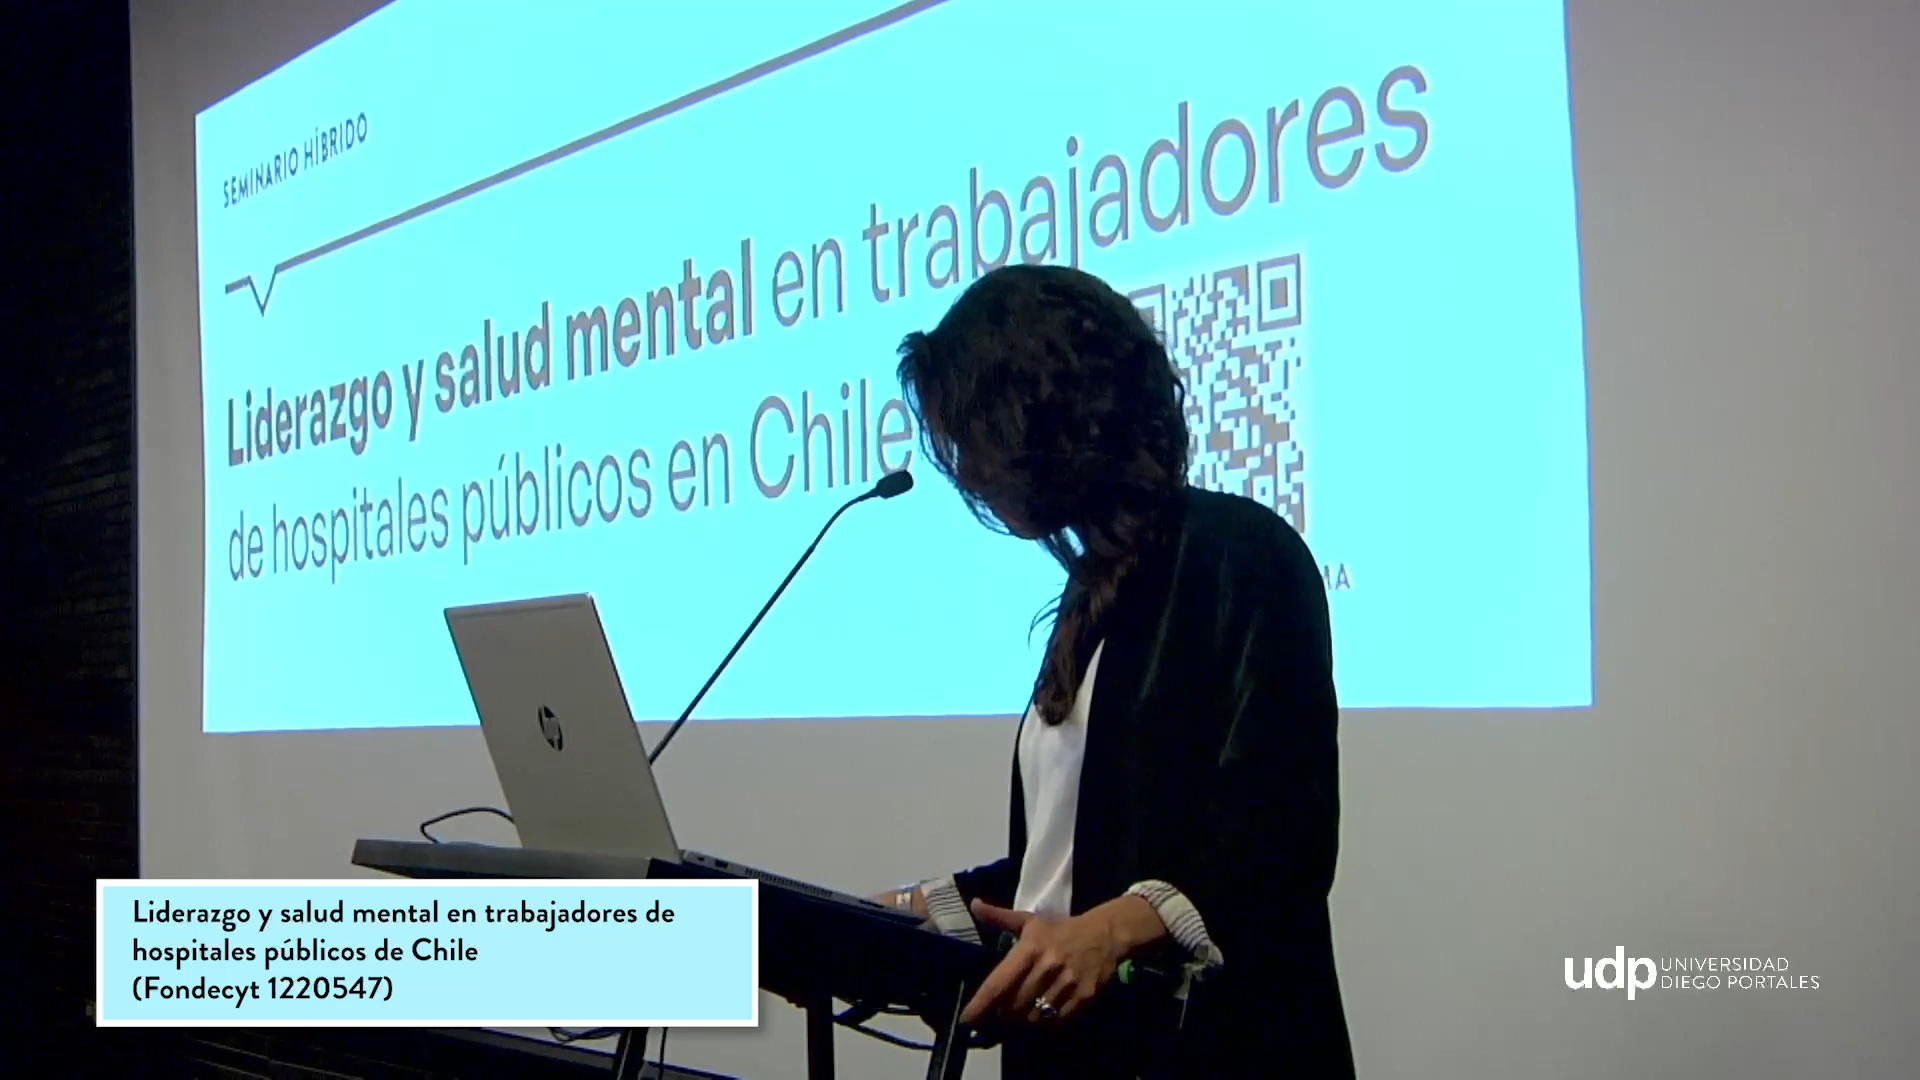 SEMINARIO HÍBRIDO
Liderazgo y salud mental en trabajadores
de hospitales públicos en Chile
Liderazgo y salud mental en trabajadores de
hospitales públicos de Chile
(Fondecyt 1220547)
udp UNIVERSIDAD
DIEGO PORTALES